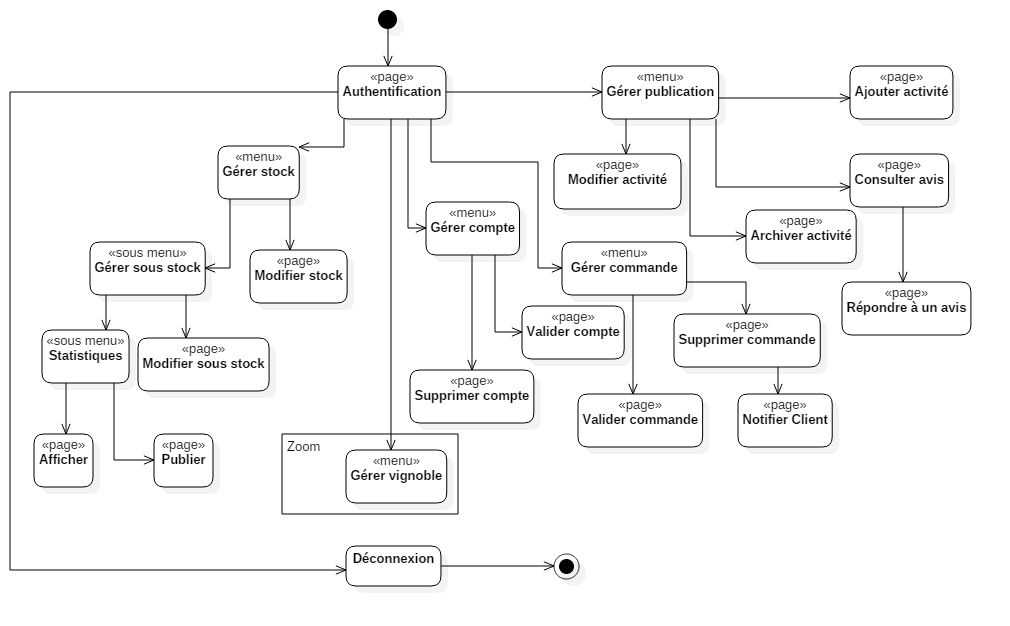 «page»
Authentification
«menu»
Gérer publication
«page»
Ajouter activité
«menu»
Gérer stock
«page»
Modifier activité
«page»
Consulter avis
«menu»
Gérer compte
«page»
Archiver activité
«sous menu»
Gérer sous stock
«page»
Modifier stock
«menu»
Gérer commande
«page»
Répondre à un avis
«page»
Valider compte
«page»
Supprimer commande
«sous menu»
Statistiques
«page»
Modifier sous stock
«page»
Supprimer compte
«page»
Valider commande
«page»
Notifier Client
«page»
Afficher
«page»
Publier
Zoom
«menu»
Gérer vignoble
Déconnexion